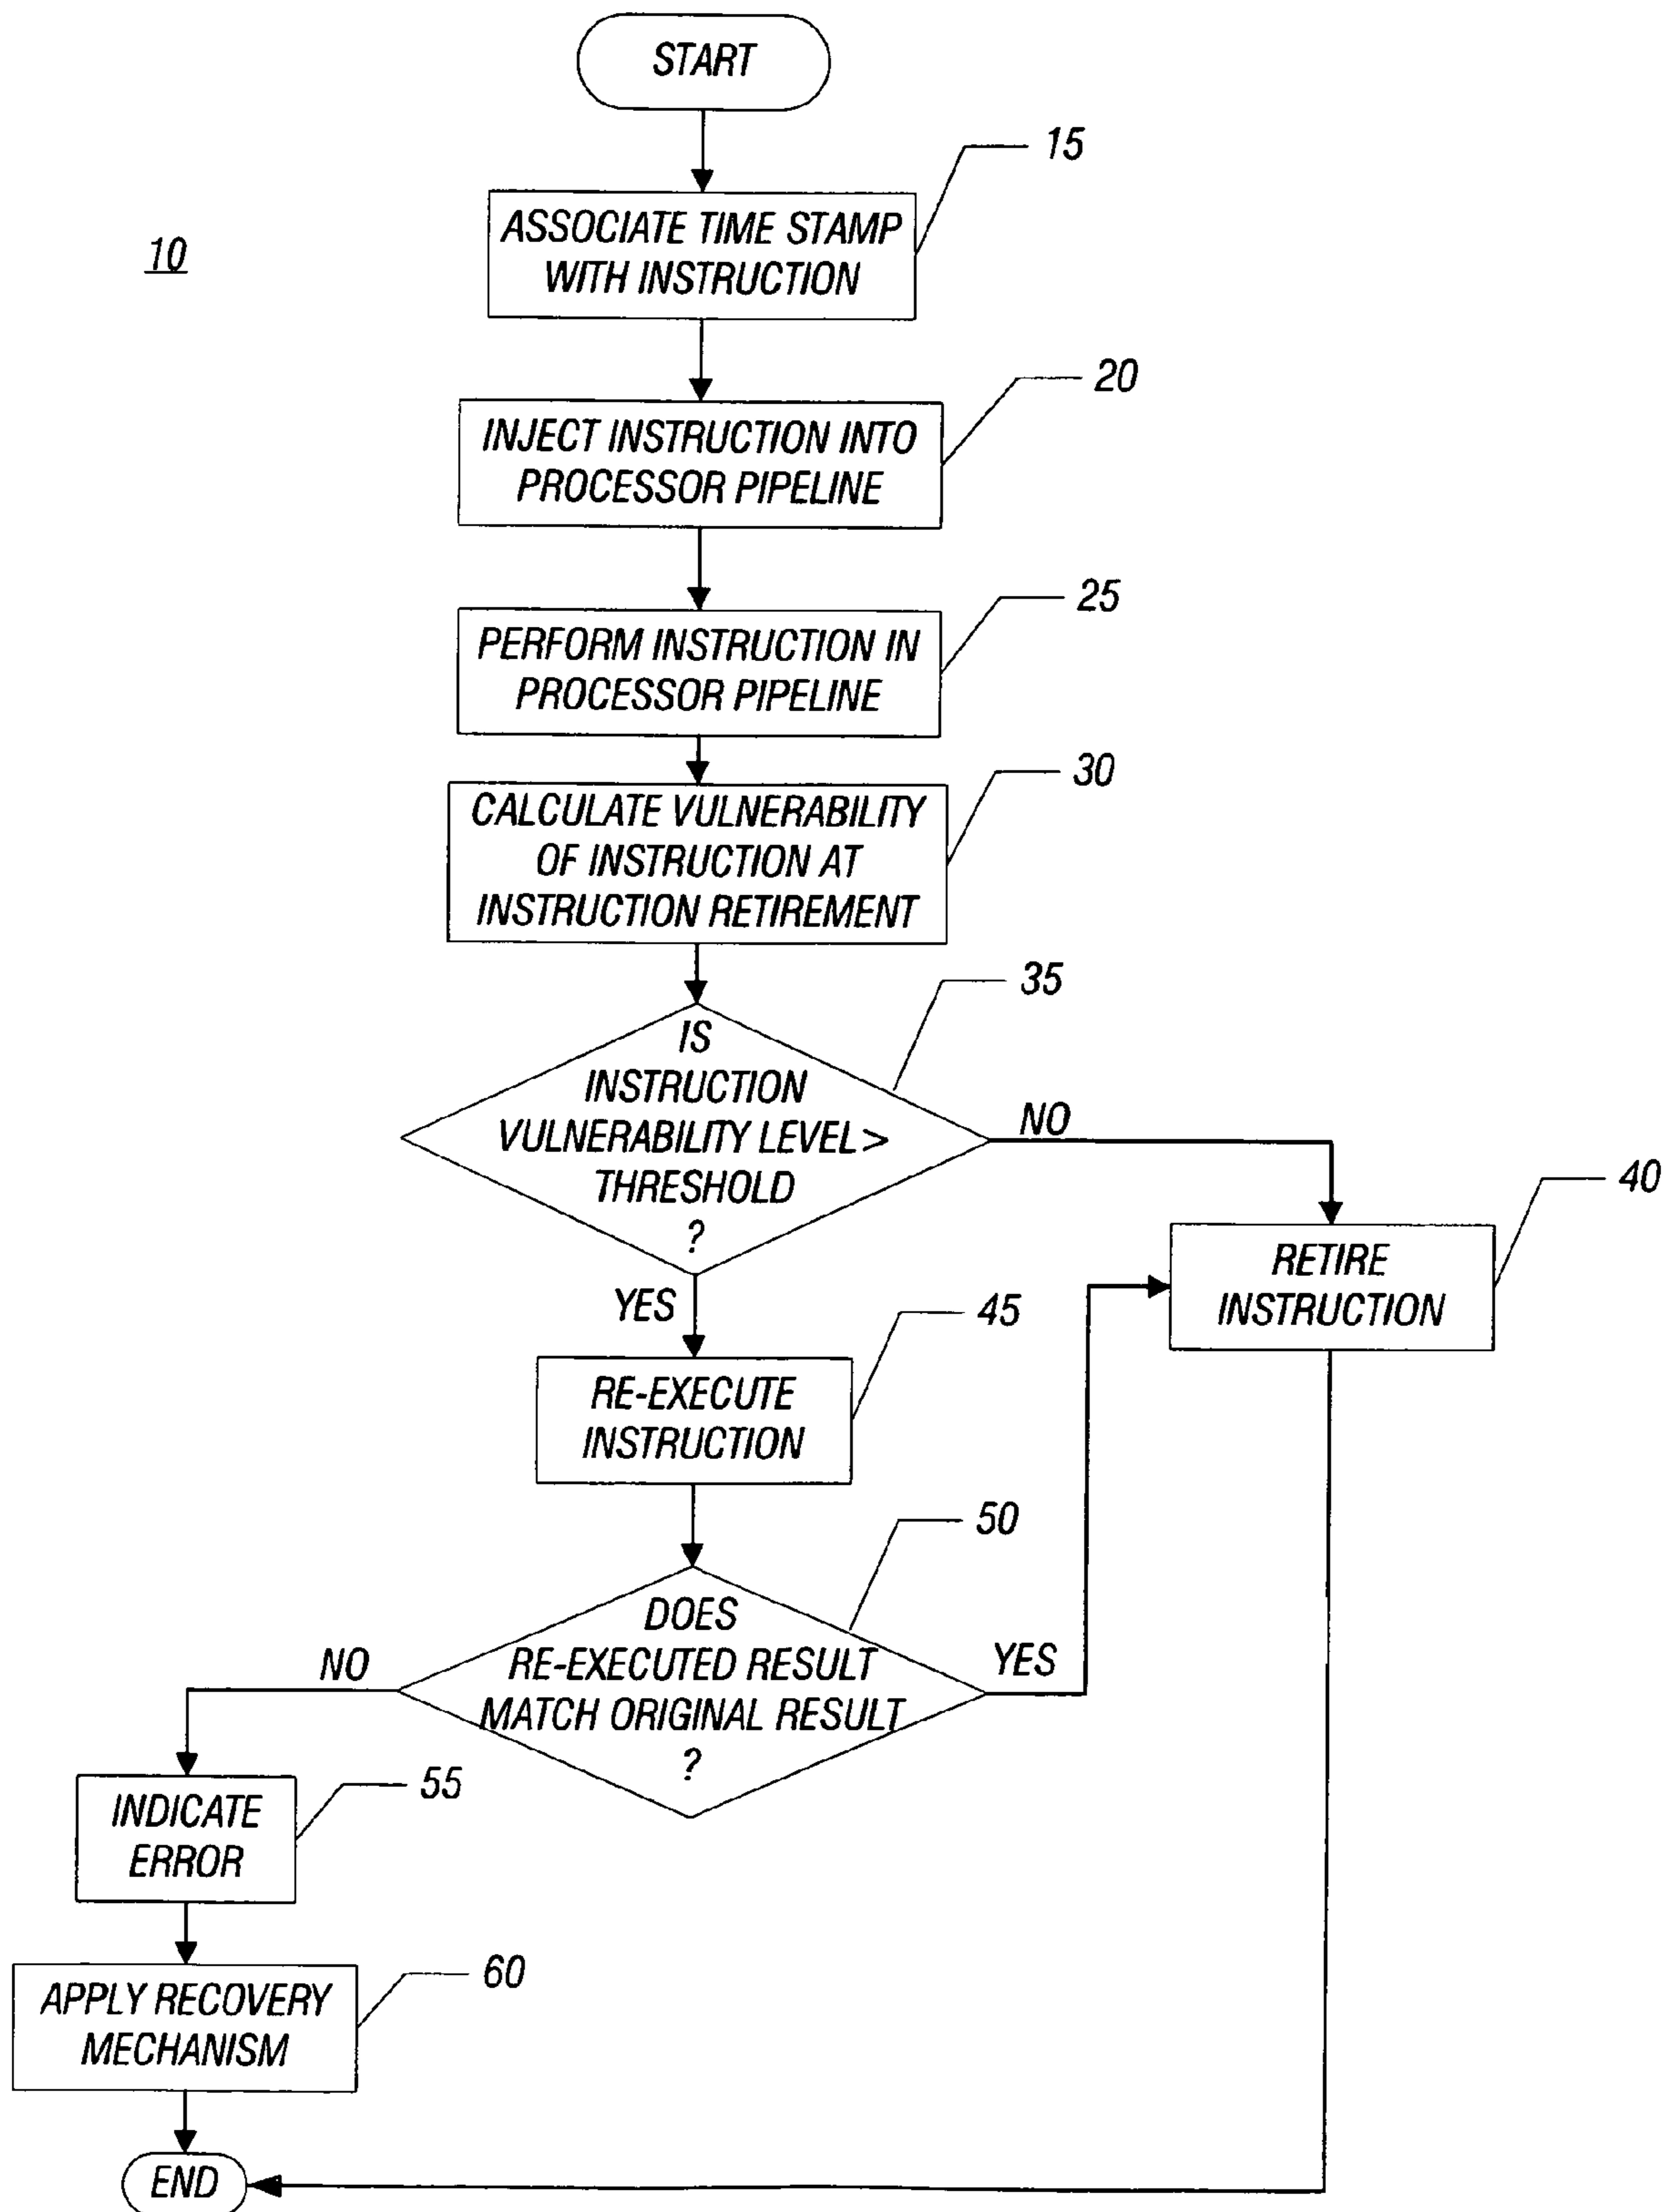 START
15
10
ASSOCIATE TIME STAMP
WITH INSTRUCTION
20
INJECT INSTRUCTION INTO
PROCESSOR PIPELINE
25
PERFORM INSTRUCTION IN
PROCESSOR PIPELINE
30
CALCULATE VULNERABILITY
OF INSTRUCTION AT
INSTRUCTION RETIREMENT
35
IS
INSTRUCTION
VULNERABILITY LEVEL >
THRESHOLD
?
NO
40
RETIRE
INSTRUCTION
YES
45
RE-EXECUTE
INSTRUCTION
50
DOES
RE-EXECUTED RESULT
MATCH ORIGINAL RESULT
?
YES
NO
55
INDICATE
ERROR
60
APPLY RECOVERY
MECHANISM
END